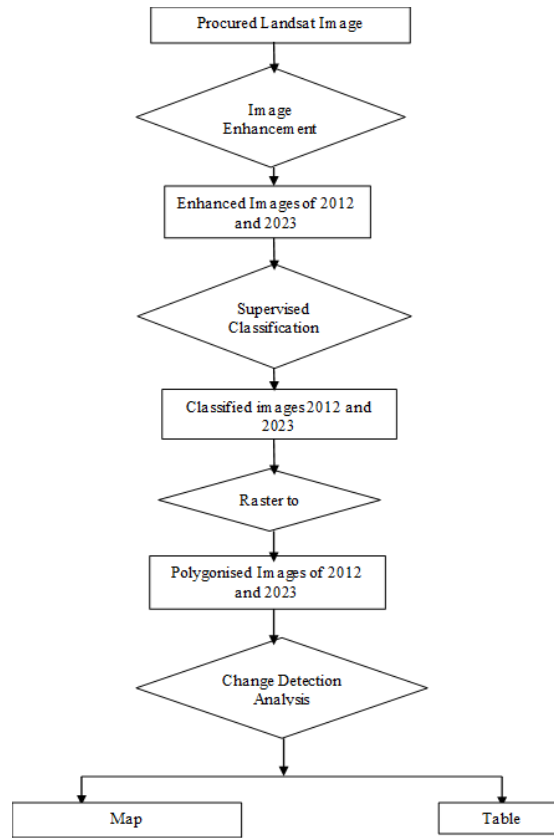 Procured Landsat Image
Image
Enhancement
Enhanced Images of 2012
and 2023
Supervised
Classification
Classified images 2012 and
2023
Raster to
Polygonised Images of 2012
and 2023
Change Detection
Analysis
Map
Table